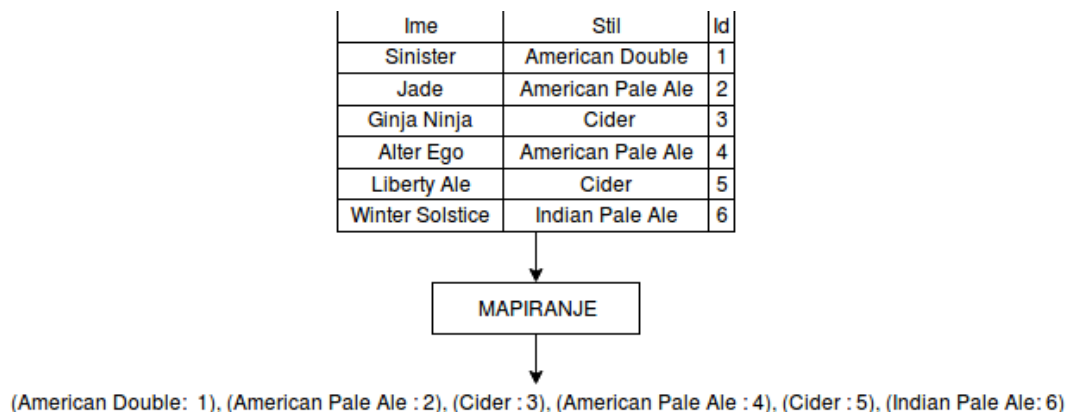 Ime Stil Id
Sinister American Double 1
Jade American Pale Ale 2
Ginja Ninja Cider 3
Alter Ego American Pale Ale 4
Liberty Ale Cider 5
Winter Solstice Indian Pale Ale 6
MAPIRANJE
(American Double: 1), (American Pale Ale : 2), (Cider : 3), (American Pale Ale : 4), (Cider : 5), (Indian Pale Ale: 6)